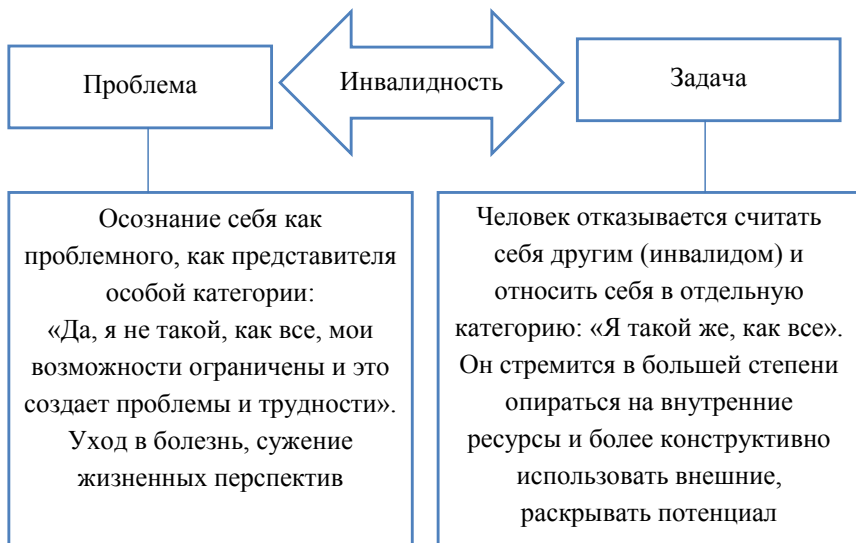 Проблема
Инвалидность
Задача
Осознание себя как
проблемного, как представителя
особой категории:
«Да, я не такой, как все, мои
возможности ограничены и это
создает проблемы и трудности».
Уход в болезнь, сужение
жизненных перспектив
Человек отказывается считать
себя другим (инвалидом) и
относить себя в отдельную
категорию: «Я такой же, как все».
Он стремится в большей степени
опираться на внутренние
ресурсы и более конструктивно
использовать внешние,
раскрывать потенциал